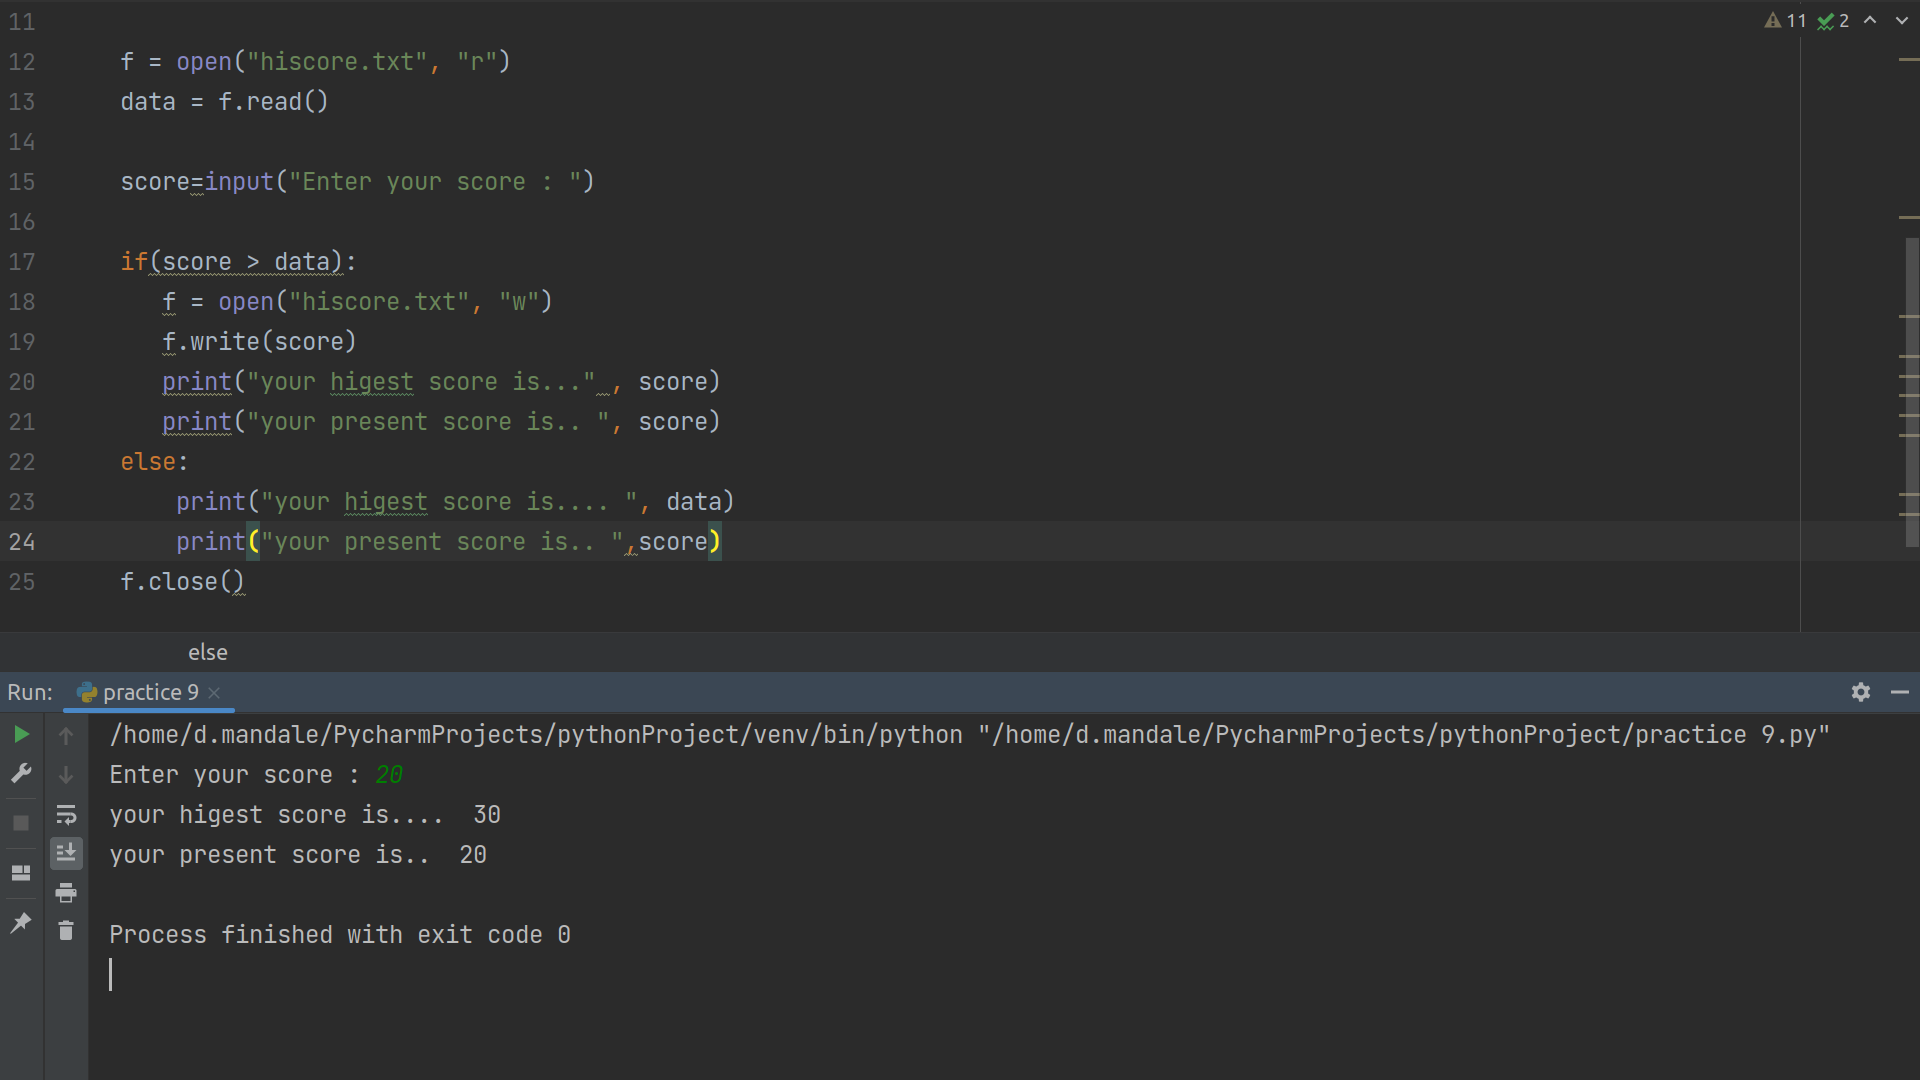 11
11 2
12 f = open("hiscore.txt", "r")
13 data = f.read()
14
15 score=input("Enter your score : ")
16
17 if(score > data):
18 f = open("hiscore.txt", "w")
19 f.write(score)
20 print("your higest score is..." , score)
21 print("your present score is.. ", score)
22 else:
23 print("your higest score is.... ", data)
24 print("your present score is.. ",score)
25 f.close()
else
Run: practice 9
/home/d.mandale/PycharmProjects/pythonProject/venv/bin/python "/home/d.mandale/PycharmProjects/pythonProject/practice 9.py"
Enter your score : 20
your higest score is....  30
your present score is..  20
Process finished with exit code 0